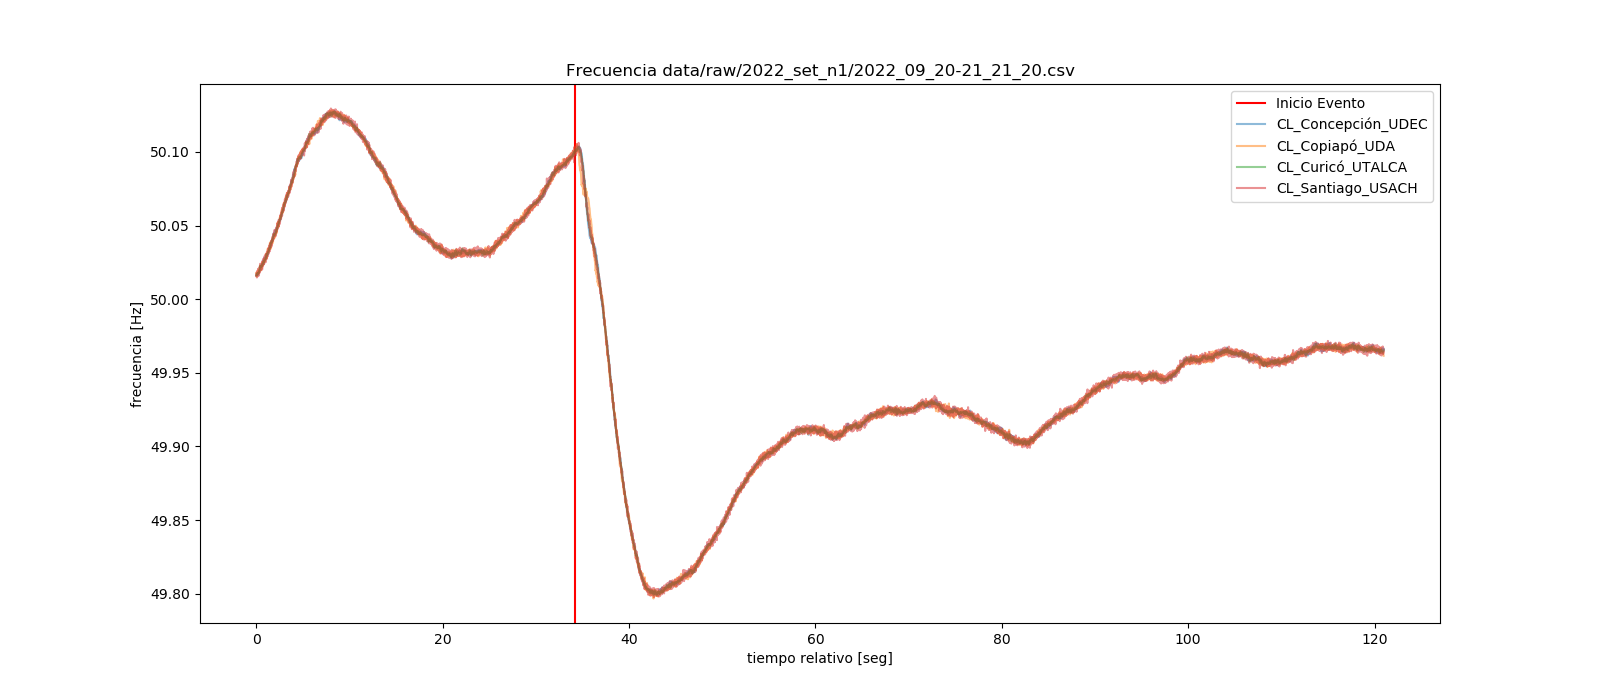 Frecuencia data/raw/2022_set_n1/2022_09_20-21_21_20.csv
Inicio Evento
CL_Concepción_UDEC
CL_Copiapó_UDA
CL_Curicó_UTALCA
CL_Santiago_USACH
50.10
50.05
50.00
49.95
49.90
49.85
49.80
frecuencia [Hz]
0 20 40 60 80 100 120
tiempo relativo [seg]